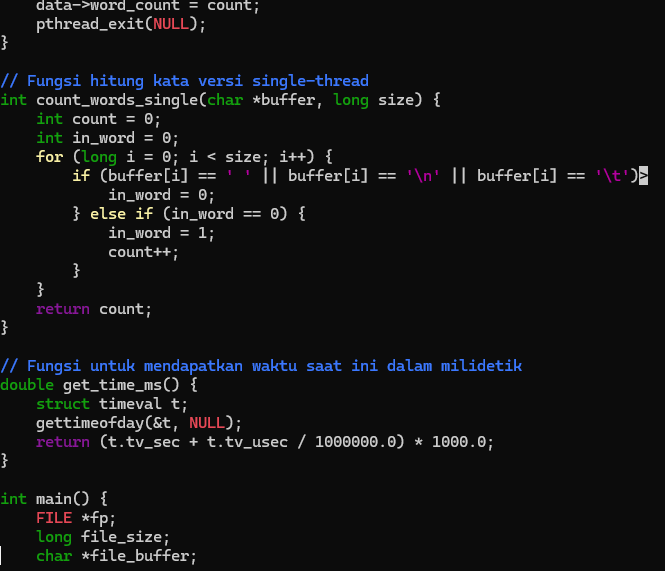 data->word_count = count;
    pthread_exit(NULL);
}

// Fungsi hitung kata versi single-thread
int count_words_single(char *buffer, long size) {
    int count = 0;
    int in_word = 0;
    for (long i = 0; i < size; i++) {
        if (buffer[i] == ' ' || buffer[i] == '\n' || buffer[i] == '\t')>
            in_word = 0;
        } else if (in_word == 0) {
            in_word = 1;
            count++;
        }
    }
    return count;
}

// Fungsi untuk mendapatkan waktu saat ini dalam milidetik
double get_time_ms() {
    struct timeval t;
    gettimeofday(&t, NULL);
    return (t.tv_sec + t.tv_usec / 1000000.0) * 1000.0;
}

int main() {
    FILE *fp;
    long file_size;
    char *file_buffer;